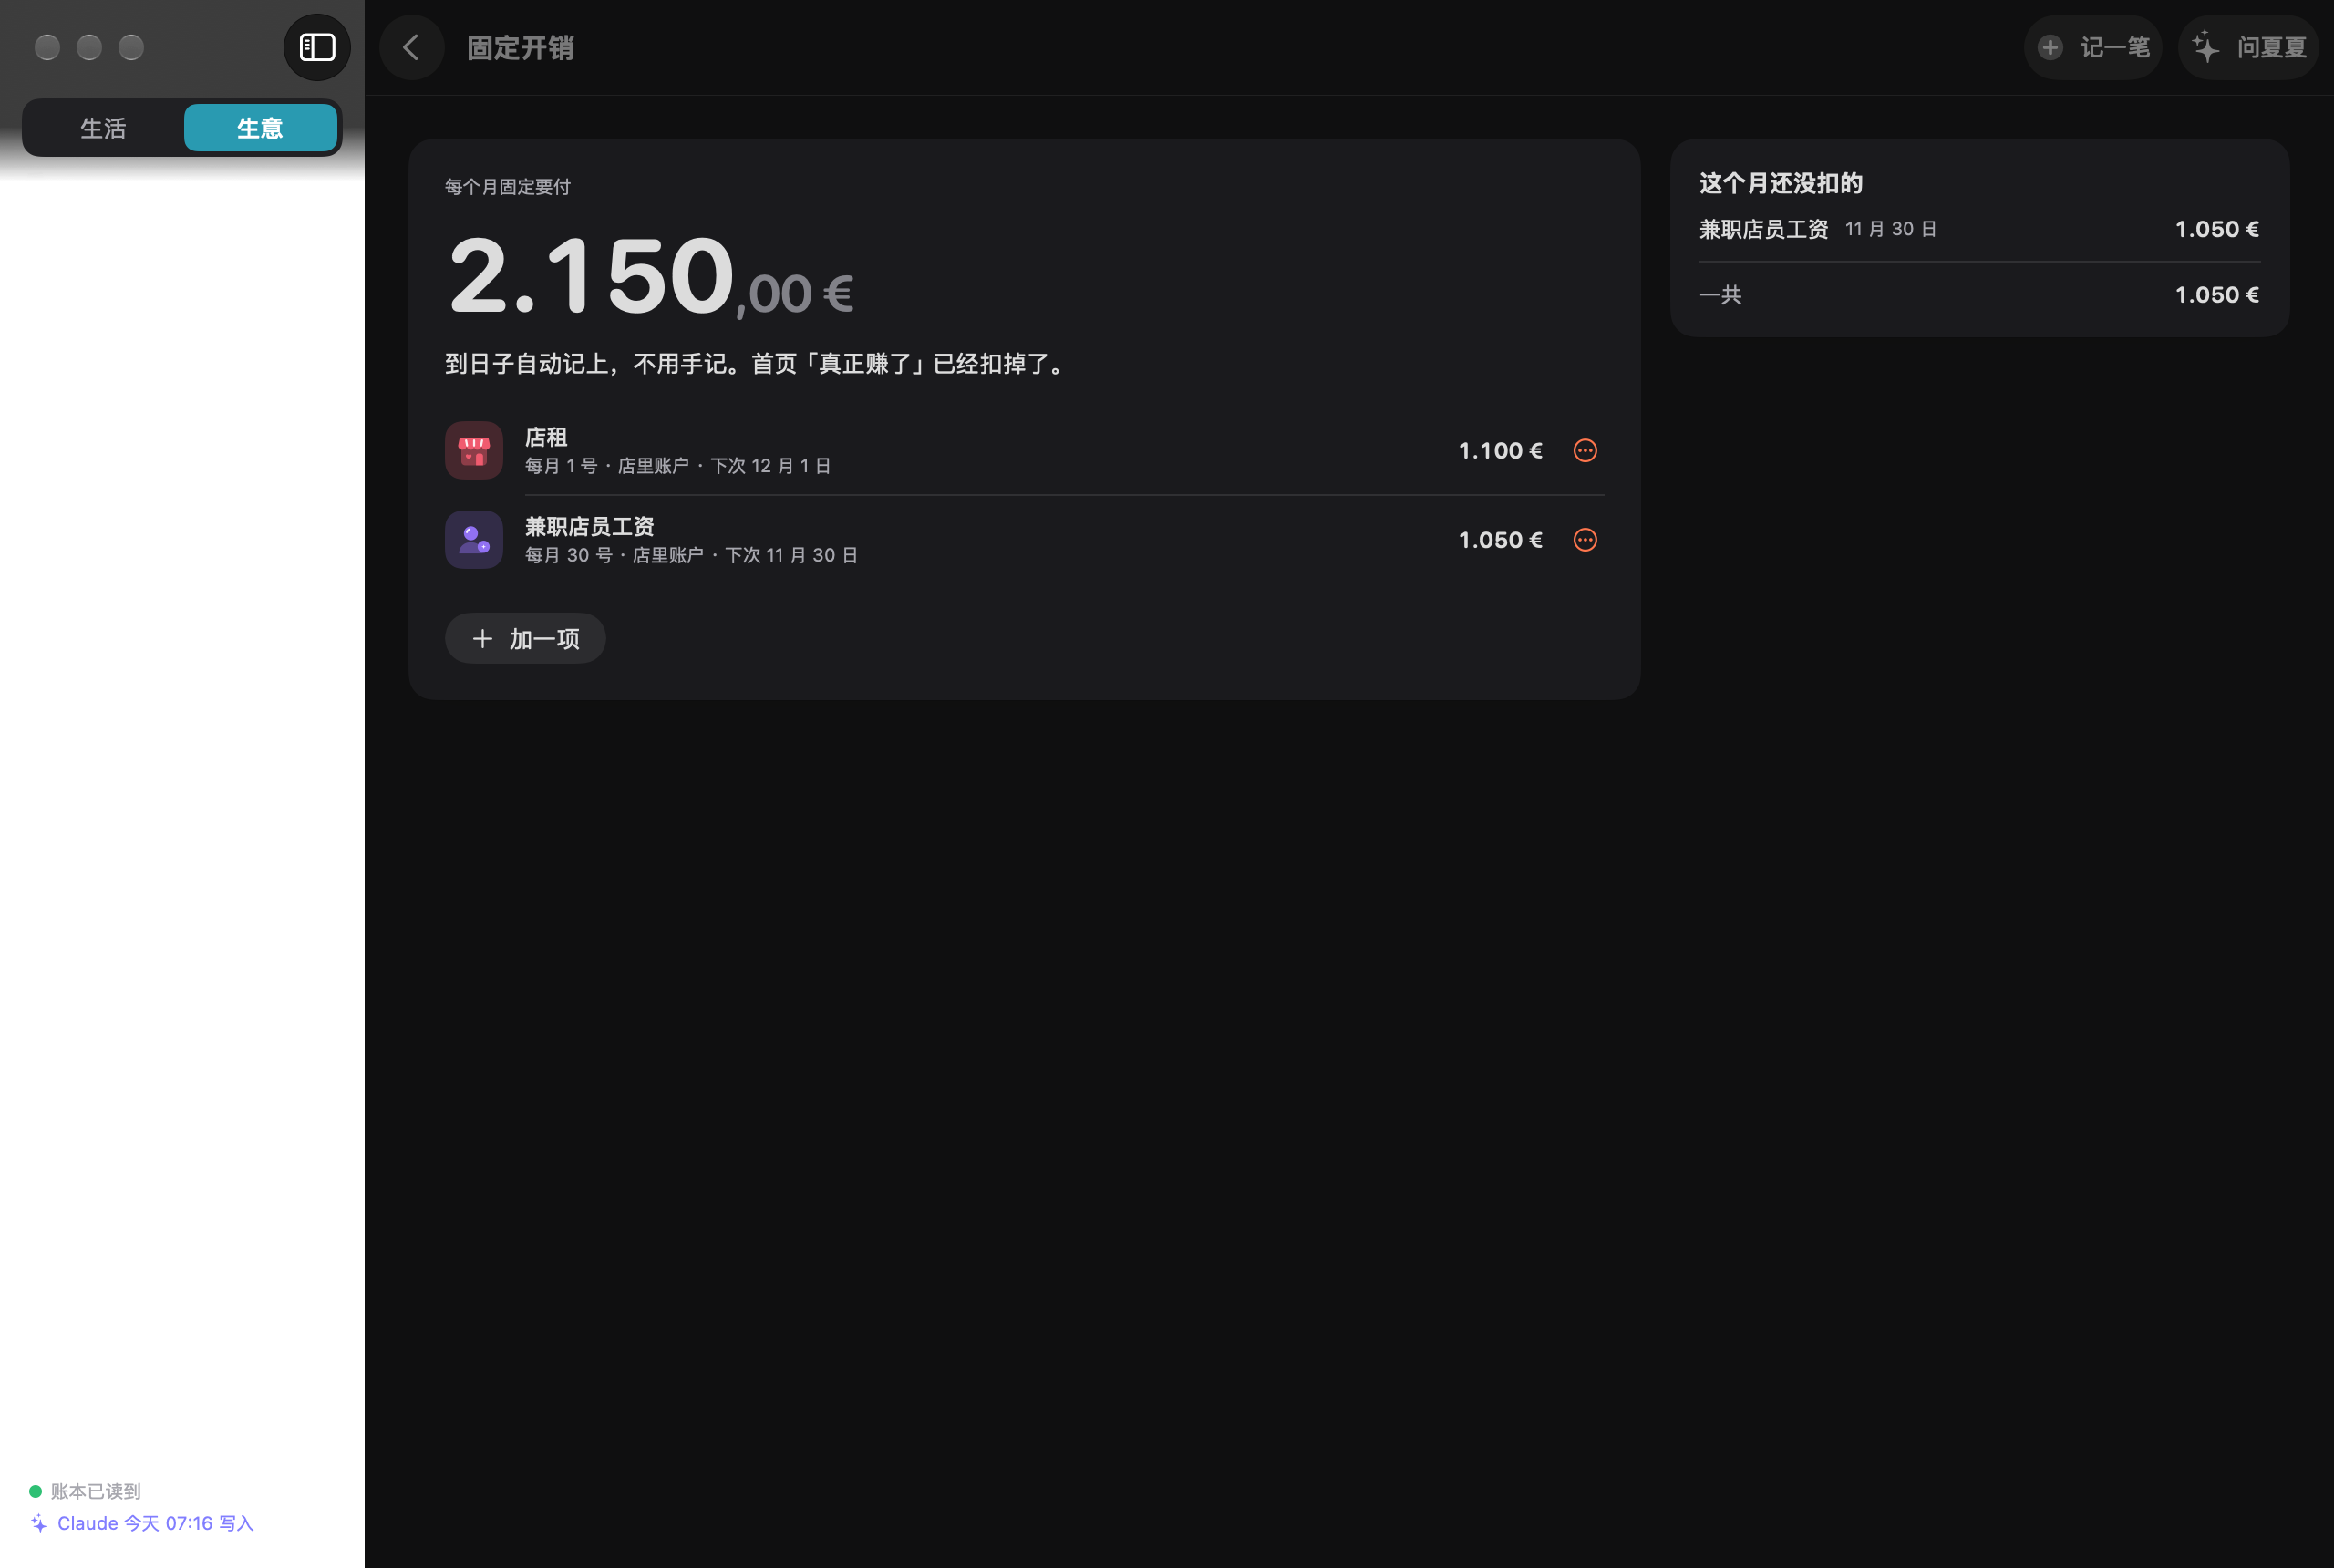 生活
生意
固定开销
记一笔
问夏夏
每个月固定要付
2.150,00 €
到日子自动记上，不用手记。首页「真正赚了」已经扣掉了。
店租
每月 1 号 · 店里账户 · 下次 12 月 1 日
1.100 €
兼职店员工资
每月 30 号 · 店里账户 · 下次 11 月 30 日
1.050 €
加一项
这个月还没扣的
兼职店员工资 11 月 30 日 1.050 €
一共 1.050 €
账本已读到
Claude 今天 07:16 写入